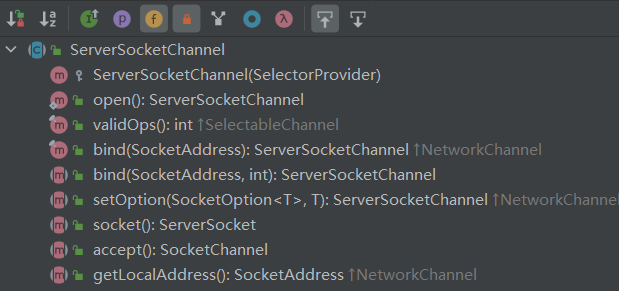 ServerSocketChannel
ServerSocketChannel(SelectorProvider)
open(): ServerSocketChannel
validOps(): int ↑SelectableChannel
bind(SocketAddress): ServerSocketChannel ↑NetworkChannel
bind(SocketAddress, int): ServerSocketChannel
setOption(SocketOption<T>, T): ServerSocketChannel ↑NetworkChannel
socket(): ServerSocket
accept(): SocketChannel
getLocalAddress(): SocketAddress ↑NetworkChannel